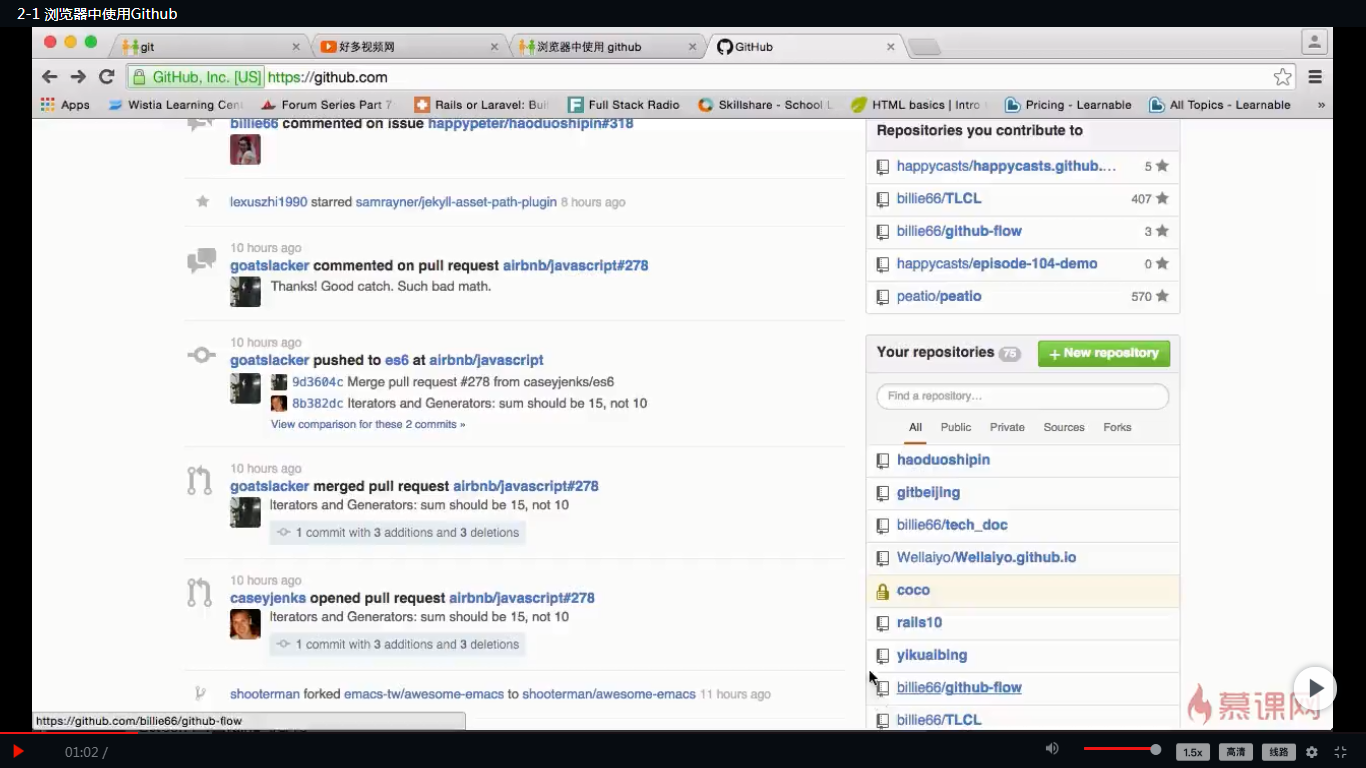 2-1 浏览器中使用Github
git
好多视频网
浏览器中使用 github
GitHub
GitHub, Inc. [US] https://github.com
Apps
Wistia Learning Cent
Forum Series Part 7
Rails or Laravel: Bui
Full Stack Radio
Skillshare - School
HTML basics | Intro
Pricing - Learnable
All Topics - Learnable
»
billie66 commented on issue happypeter/haoduoshipin#318
lexuszhi1990 starred samrayner/jekyll-asset-path-plugin 8 hours ago
10 hours ago
goatslacker commented on pull request airbnb/javascript#278
Thanks! Good catch. Such bad math.
10 hours ago
goatslacker pushed to es6 at airbnb/javascript
9d3604c Merge pull request #278 from caseyjenks/es6
8b382dc Iterators and Generators: sum should be 15, not 10
View comparison for these 2 commits »
10 hours ago
goatslacker merged pull request airbnb/javascript#278
Iterators and Generators: sum should be 15, not 10
1 commit with 3 additions and 3 deletions
10 hours ago
caseyjenks opened pull request airbnb/javascript#278
Iterators and Generators: sum should be 15, not 10
1 commit with 3 additions and 3 deletions
shooterman forked emacs-tw/awesome-emacs to shooterman/awesome-emacs 11 hours ago
Repositories you contribute to
happycasts/happycasts.github.… 5
billie66/TLCL 407
billie66/github-flow 3
happycasts/episode-104-demo 0
peatio/peatio 570
Your repositories 75
+ New repository
Find a repository…
All Public Private Sources Forks
haoduoshipin
gitbeijing
billie66/tech_doc
Wellaiyo/Wellaiyo.github.io
coco
rails10
yikuaibing
billie66/github-flow
billie66/TLCL
慕课网
https://github.com/billie66/github-flow
01:02 /
1.5x
高清
线路